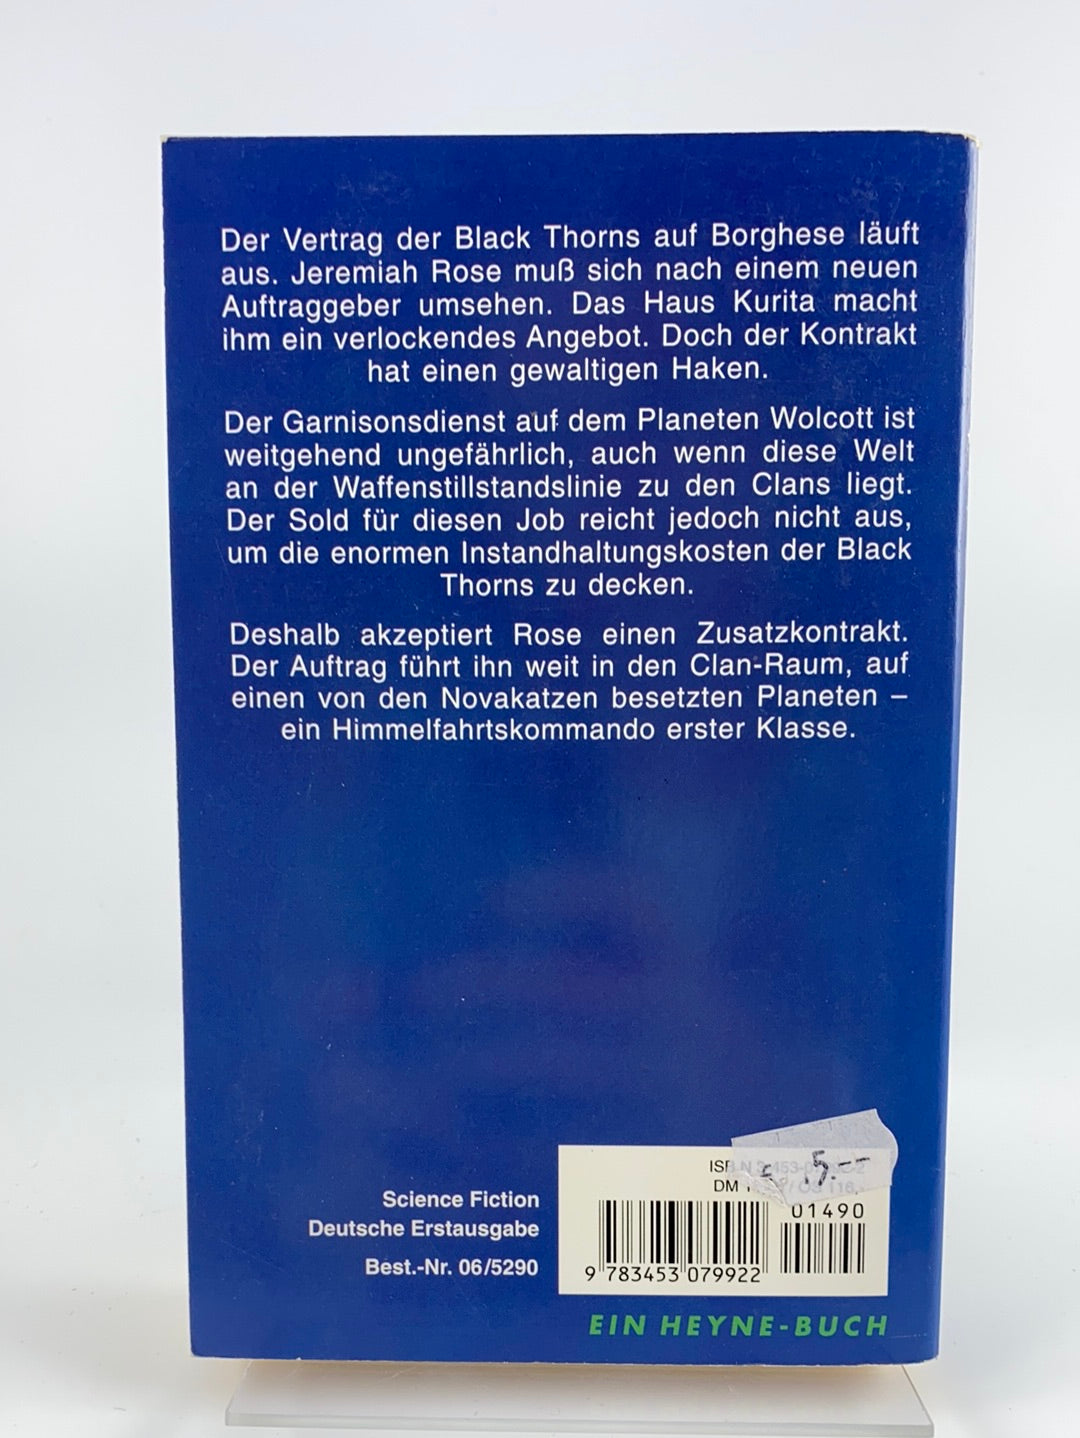 Der Vertrag der Black Thorns auf Borghese läuft
aus. Jeremiah Rose muß sich nach einem neuen
Auftraggeber umsehen. Das Haus Kurita macht
ihm ein verlockendes Angebot. Doch der Kontrakt
hat einen gewaltigen Haken.
Der Garnisonsdienst auf dem Planeten Wolcott ist
weitgehend ungefährlich, auch wenn diese Welt
an der Waffenstillstandslinie zu den Clans liegt.
Der Sold für diesen Job reicht jedoch nicht aus,
um die enormen Instandhaltungskosten der Black
Thorns zu decken.
Deshalb akzeptiert Rose einen Zusatzkontrakt.
Der Auftrag führt ihn weit in den Clan-Raum, auf
einen von den Novakatzen besetzten Planeten –
ein Himmelfahrtskommando erster Klasse.
Science Fiction
Deutsche Erstausgabe
Best.-Nr. 06/5290
ISBN
DM
5.--
01490
9 783453 079922
EIN HEYNE-BUCH